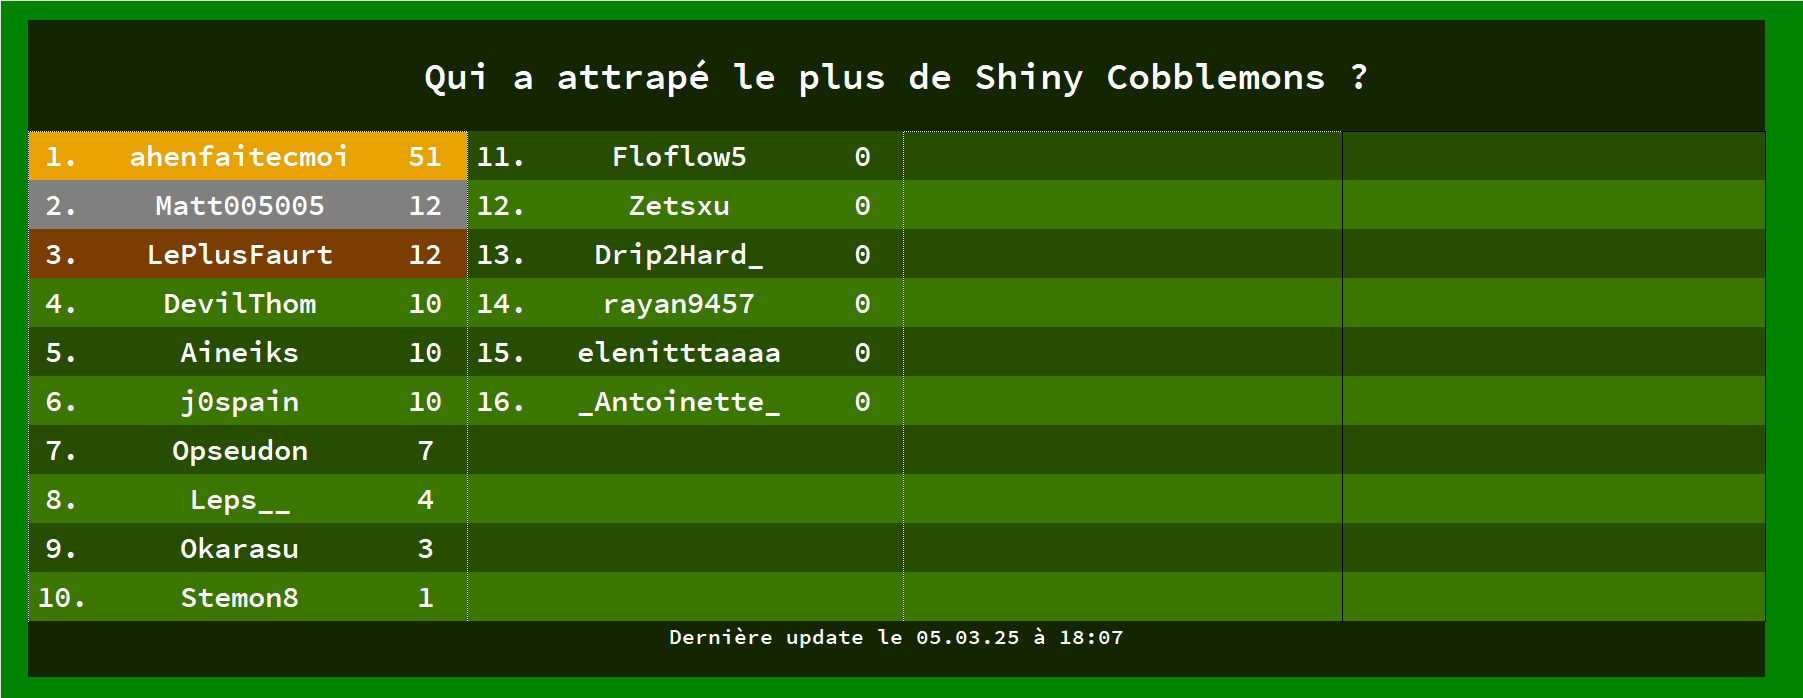 Qui a attrapé le plus de Shiny Cobblemons ?
1. ahenfaitecmoi 51
2. Matt005005 12
3. LePlusFaurt 12
4. DevilThom 10
5. Aineiks 10
6. j0spain 10
7. Opseudon 7
8. Leps__ 4
9. Okarasu 3
10. Stemon8 1
11. Floflow5 0
12. Zetsxu 0
13. Drip2Hard_ 0
14. rayan9457 0
15. elenitttaaaa 0
16. _Antoinette_ 0
Dernière update le 05.03.25 à 18:07